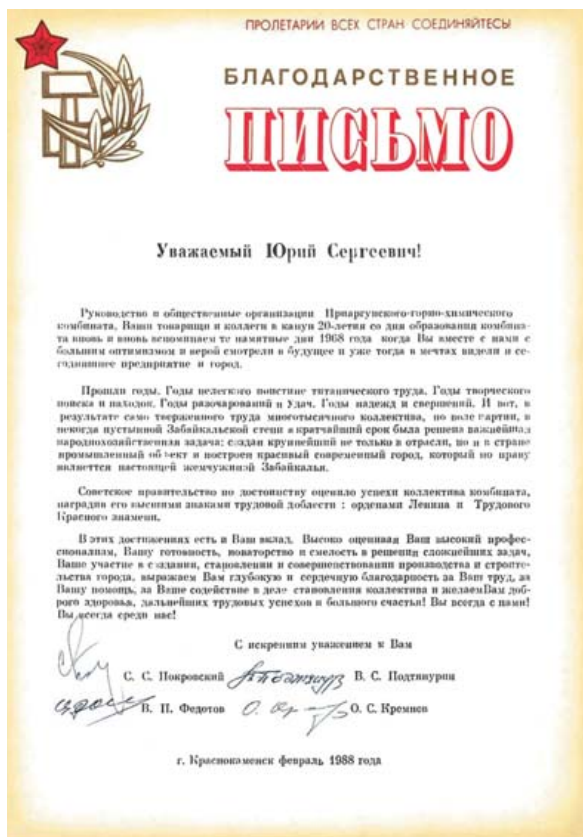 ПРОЛЕТАРИИ ВСЕХ СТРАН СОЕДИНЯЙТЕСЬ!
БЛАГОДАРСТВЕННОЕ
ПИСЬМО
Уважаемый Юрий Сергеевич!
Руководство и общественные организации Приаргунского-горно-химического
комбината, Ваши товарищи и коллеги в канун 20-летия со дня образования комбина-
та вновь и вновь вспоминаем те памятные дни 1968 года когда Вы вместе с нами с
большим оптимизмом и верой смотрели в будущее и уже тогда в мечтах видели и се-
годняшнее предприятие и город.
Прошли годы. Годы нелегкого поистине титанического труда. Годы творческого
поиска и находок. Годы разочарований и Удач. Годы надежд и свершений. И вот, в
результате само тверженного труда многотысячного коллектива, по воле партии, в
некогда пустынной Забайкальской степи в кратчайший срок была решена важнейшая
народнохозяйственная задача: создан крупнейший не только в отрасли, но и в стране
промышленный объект и построен красивый современный город, который по праву
является настоящей жемчужиной Забайкалья.
Советское правительство по достоинству оценило успехи коллектива комбината,
наградив его высшими знаками трудовой доблести : орденами Ленина и Трудового
Красного знамени.
В этих достижениях есть и Ваш вклад. Высоко оценивая Ваш высокий профес-
сионализм, Вашу готовность, новаторство и смелость в решении сложнейших задач,
Ваше участие в создании, становлении и совершенствовании производства и строите-
льства города, выражаем Вам глубокую и сердечную благодарность за Ваш труд, за
Вашу помощь, за Ваше содействие в деле становления коллектива и желаемВам доб-
рого здоровья, дальнейших трудовых успехов и большого счастья! Вы всегда с нами!
Вы всегда среди нас!
С искренним уважением к Вам
С. С. Покровский В. С. Подтянурин
В. П. Федотов О. С. Кремнев
г. Краснокаменск февраль 1988 года